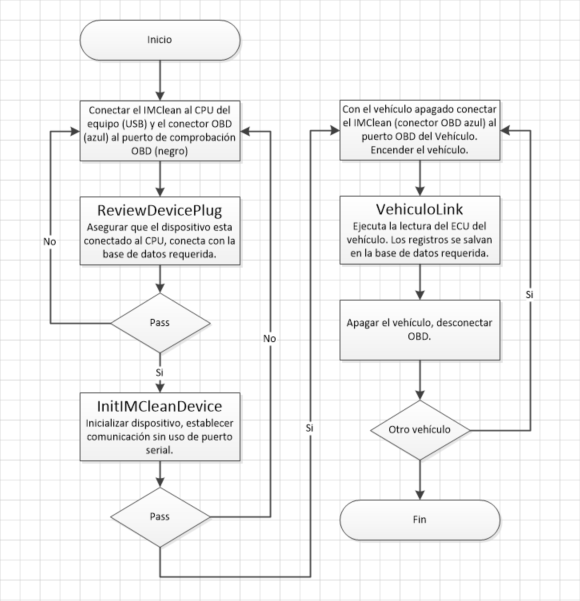 Inicio
Conectar el IMClean al CPU del
equipo (USB) y el conector OBD
(azul) al puerto de comprobación
OBD (negro)
ReviewDevicePlug
Asegurar que el dispositivo esta
conectado al CPU, conecta con la
base de datos requerida.
No
Pass
Si
No
InitIMCleanDevice
Inicializar dispositivo, establecer
comunicación sin uso de puerto
serial.
Pass
Si
Con el vehículo apagado conectar
el IMClean (conector OBD azul) al
puerto OBD del Vehículo.
Encender el vehículo.
VehiculoLink
Ejecuta la lectura del ECU del
vehículo. Los registros se salvan
en la base de datos requerida.
Si
Apagar el vehículo, desconectar
OBD.
Otro vehículo
Fin